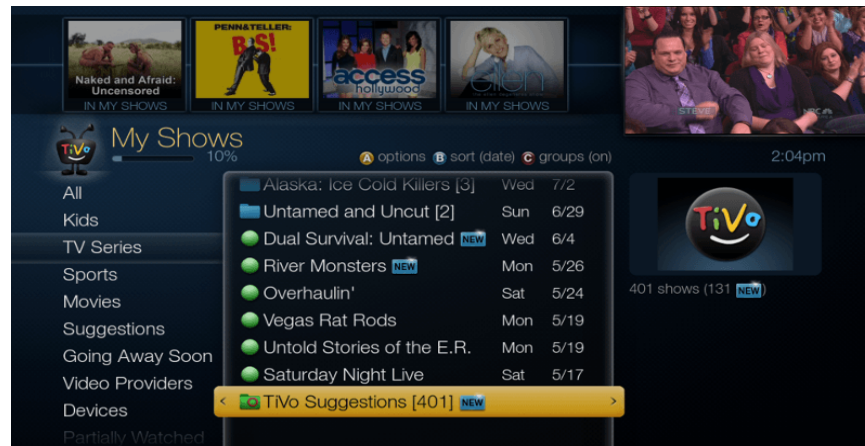 Naked and Afraid:
Uncensored
IN MY SHOWS
PENN & TELLER:
B.S!
IN MY SHOWS
access
hollywood
IN MY SHOWS
ellen
IN MY SHOWS
STEVE
NBC
TiVo
My Shows
10%
A options B sort (date) C groups (on)
2:04pm
All
Kids
TV Series
Sports
Movies
Suggestions
Going Away Soon
Video Providers
Devices
Partially Watched
Alaska: Ice Cold Killers [3] Wed 7/2
Untamed and Uncut [2] Sun 6/29
Dual Survival: Untamed NEW Wed 6/4
River Monsters NEW Mon 5/26
Overhaulin' Sat 5/24
Vegas Rat Rods Mon 5/19
Untold Stories of the E.R. Mon 5/19
Saturday Night Live Sat 5/17
< TiVo Suggestions [401] NEW >
TiVo
401 shows (131 NEW)